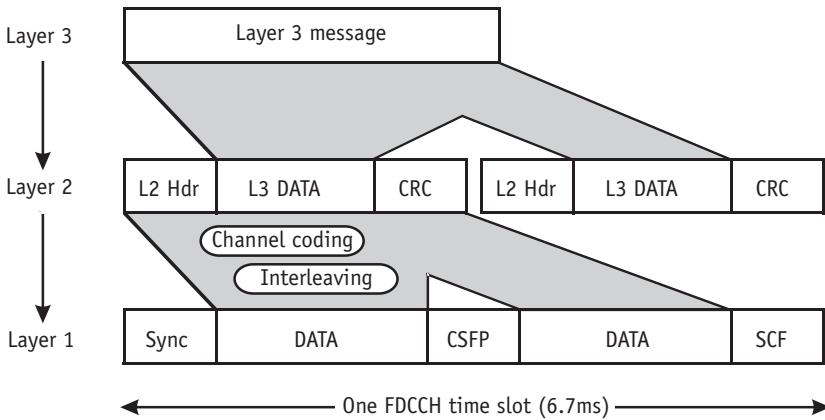 Layer 3
Layer 3 message
Layer 2
L2 Hdr
L3 DATA
CRC
L2 Hdr
L3 DATA
CRC
Channel coding
Interleaving
Layer 1
Sync
DATA
CSFP
DATA
SCF
One FDCCH time slot (6.7ms)